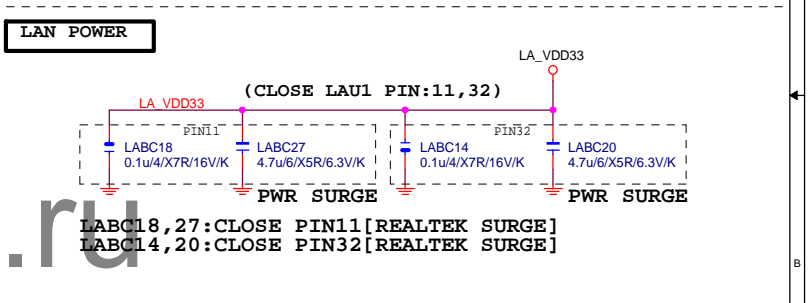 LAN POWER
LA_VDD33
(CLOSE LAU1 PIN:11,32)
LA_VDD33
PIN11
PIN32
LABC18
0.1u/4/X7R/16V/K
LABC27
4.7u/6/X5R/6.3V/K
LABC14
0.1u/4/X7R/16V/K
LABC20
4.7u/6/X5R/6.3V/K
PWR SURGE
PWR SURGE
LABC18,27:CLOSE PIN11[REALTEK SURGE]
LABC14,20:CLOSE PIN32[REALTEK SURGE]
.ru
B